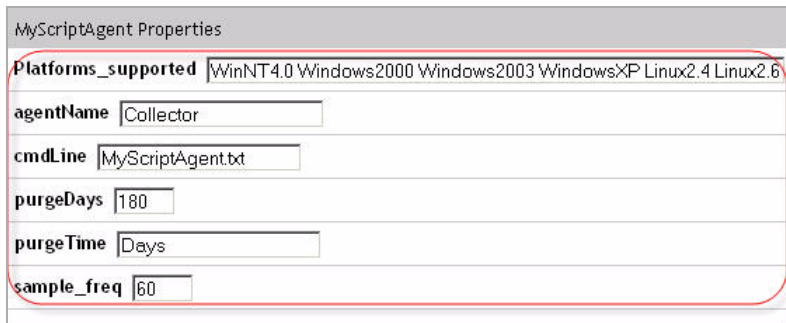 MyScriptAgent Properties
Platforms_supported WinNT4.0 Windows2000 Windows2003 WindowsXP Linux2.4 Linux2.6
agentName Collector
cmdLine MyScriptAgent.txt
purgeDays 180
purgeTime Days
sample_freq 60